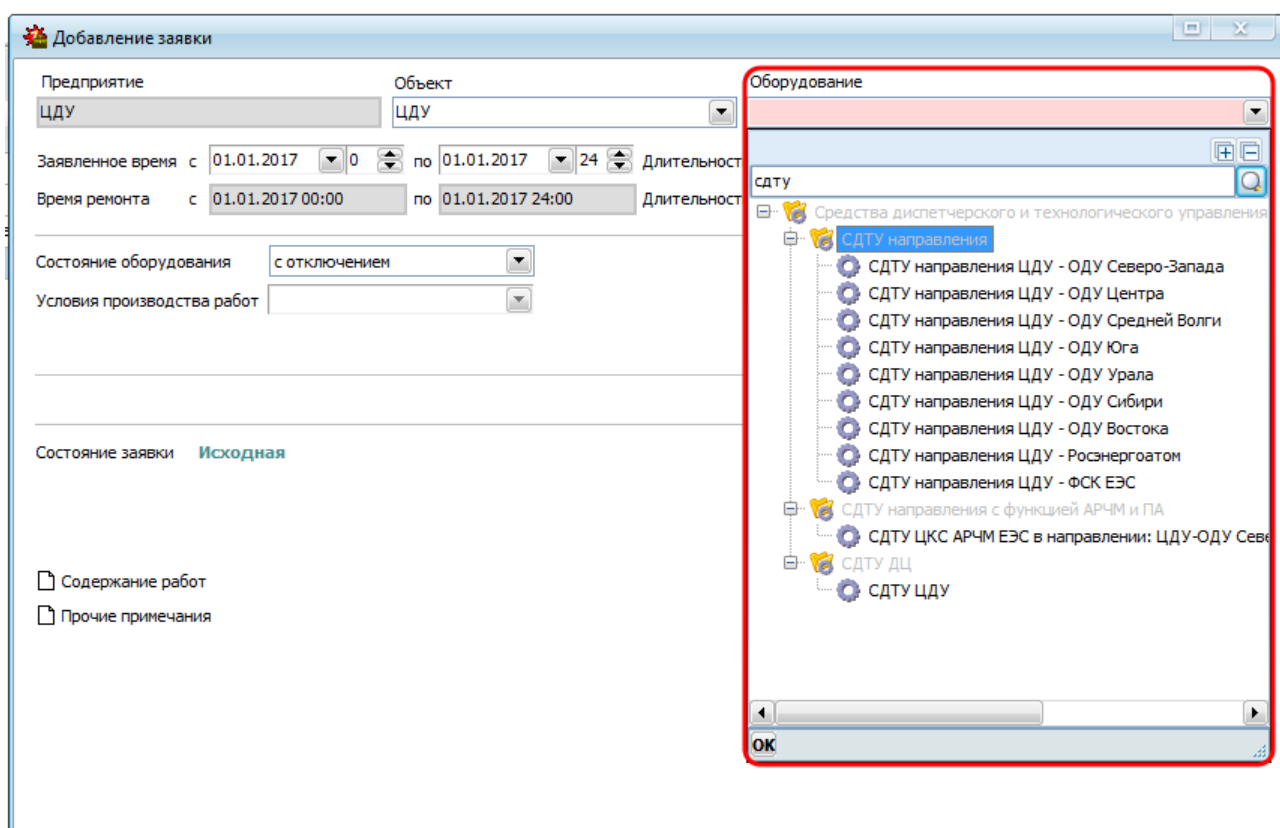 Добавление заявки
Предприятие Объект Оборудование
ЦДУ ЦДУ
Заявленное время с 01.01.2017 0 по 01.01.2017 24 Длительност
Время ремонта с 01.01.2017 00:00 по 01.01.2017 24:00 Длительност
Состояние оборудования с отключением
Условия производства работ
Состояние заявки Исходная
Содержание работ
Прочие примечания
сдту
Средства диспетчерского и технологического управления
СДТУ направления
СДТУ направления ЦДУ - ОДУ Северо-Запада
СДТУ направления ЦДУ - ОДУ Центра
СДТУ направления ЦДУ - ОДУ Средней Волги
СДТУ направления ЦДУ - ОДУ Юга
СДТУ направления ЦДУ - ОДУ Урала
СДТУ направления ЦДУ - ОДУ Сибири
СДТУ направления ЦДУ - ОДУ Востока
СДТУ направления ЦДУ - Росэнергоатом
СДТУ направления ЦДУ - ФСК ЕЭС
СДТУ направления с функцией АРЧМ и ПА
СДТУ ЦКС АРЧМ ЕЭС в направлении: ЦДУ-ОДУ Севе
СДТУ ДЦ
СДТУ ЦДУ
ОК